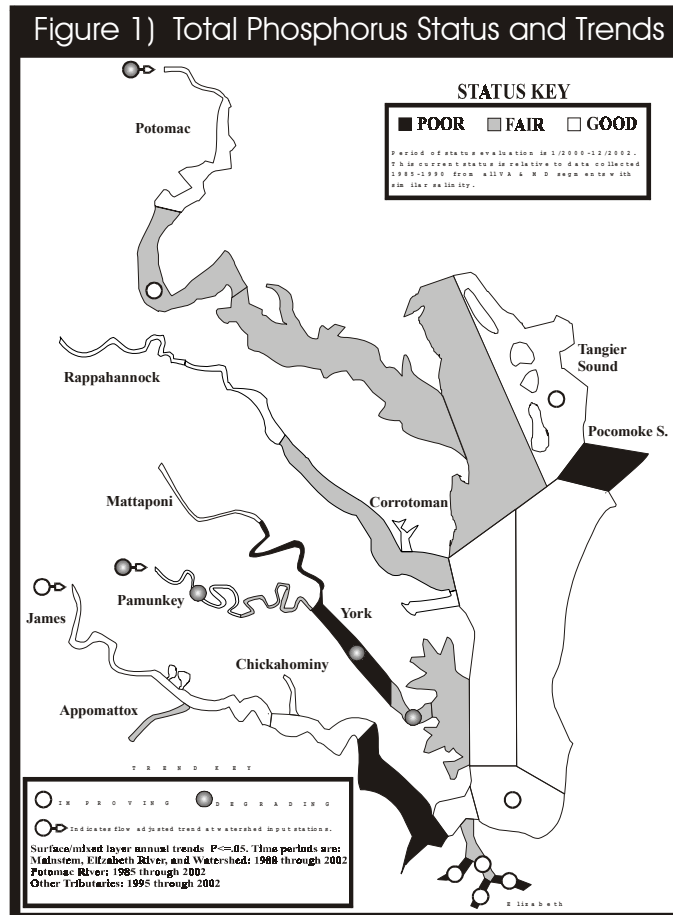 Figure 1) Total Phosphorus Status and Trends
STATUS KEY
POOR FAIR GOOD
Period of status evaluation is 1/2000-12/2002.
This current status is relative to data collected
1985-1990 from all VA & MD segments with
similar salinity.
Potomac
Tangier
Sound
Rappahannock
Pocomoke S.
Mattaponi
Corrotoman
Pamunkey
York
James
Chickahominy
Appomattox
TREND KEY
IMPROVING DEGRADING
Indicates flow adjusted trend at watershed input stations.
Surface/mixed layer annual trends P<=.05. Time periods are:
Mainstem, Elizabeth River, and Watershed: 1988 through 2002
Potomac River: 1985 through 2002
Other Tributaries: 1995 through 2002
Elizabeth